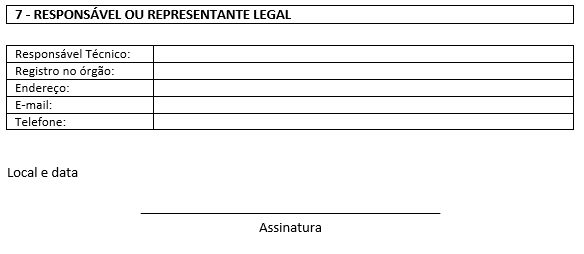 7 - RESPONSÁVEL OU REPRESENTANTE LEGAL
Responsável Técnico:
Registro no órgão:
Endereço:
E-mail:
Telefone:
Local e data
Assinatura